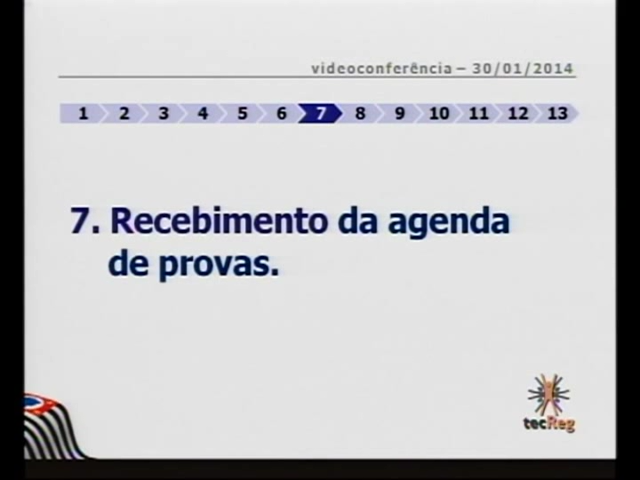 videoconferência – 30/01/2014
1 2 3 4 5 6 7 8 9 10 11 12 13
7. Recebimento da agenda
de provas.
tecReg